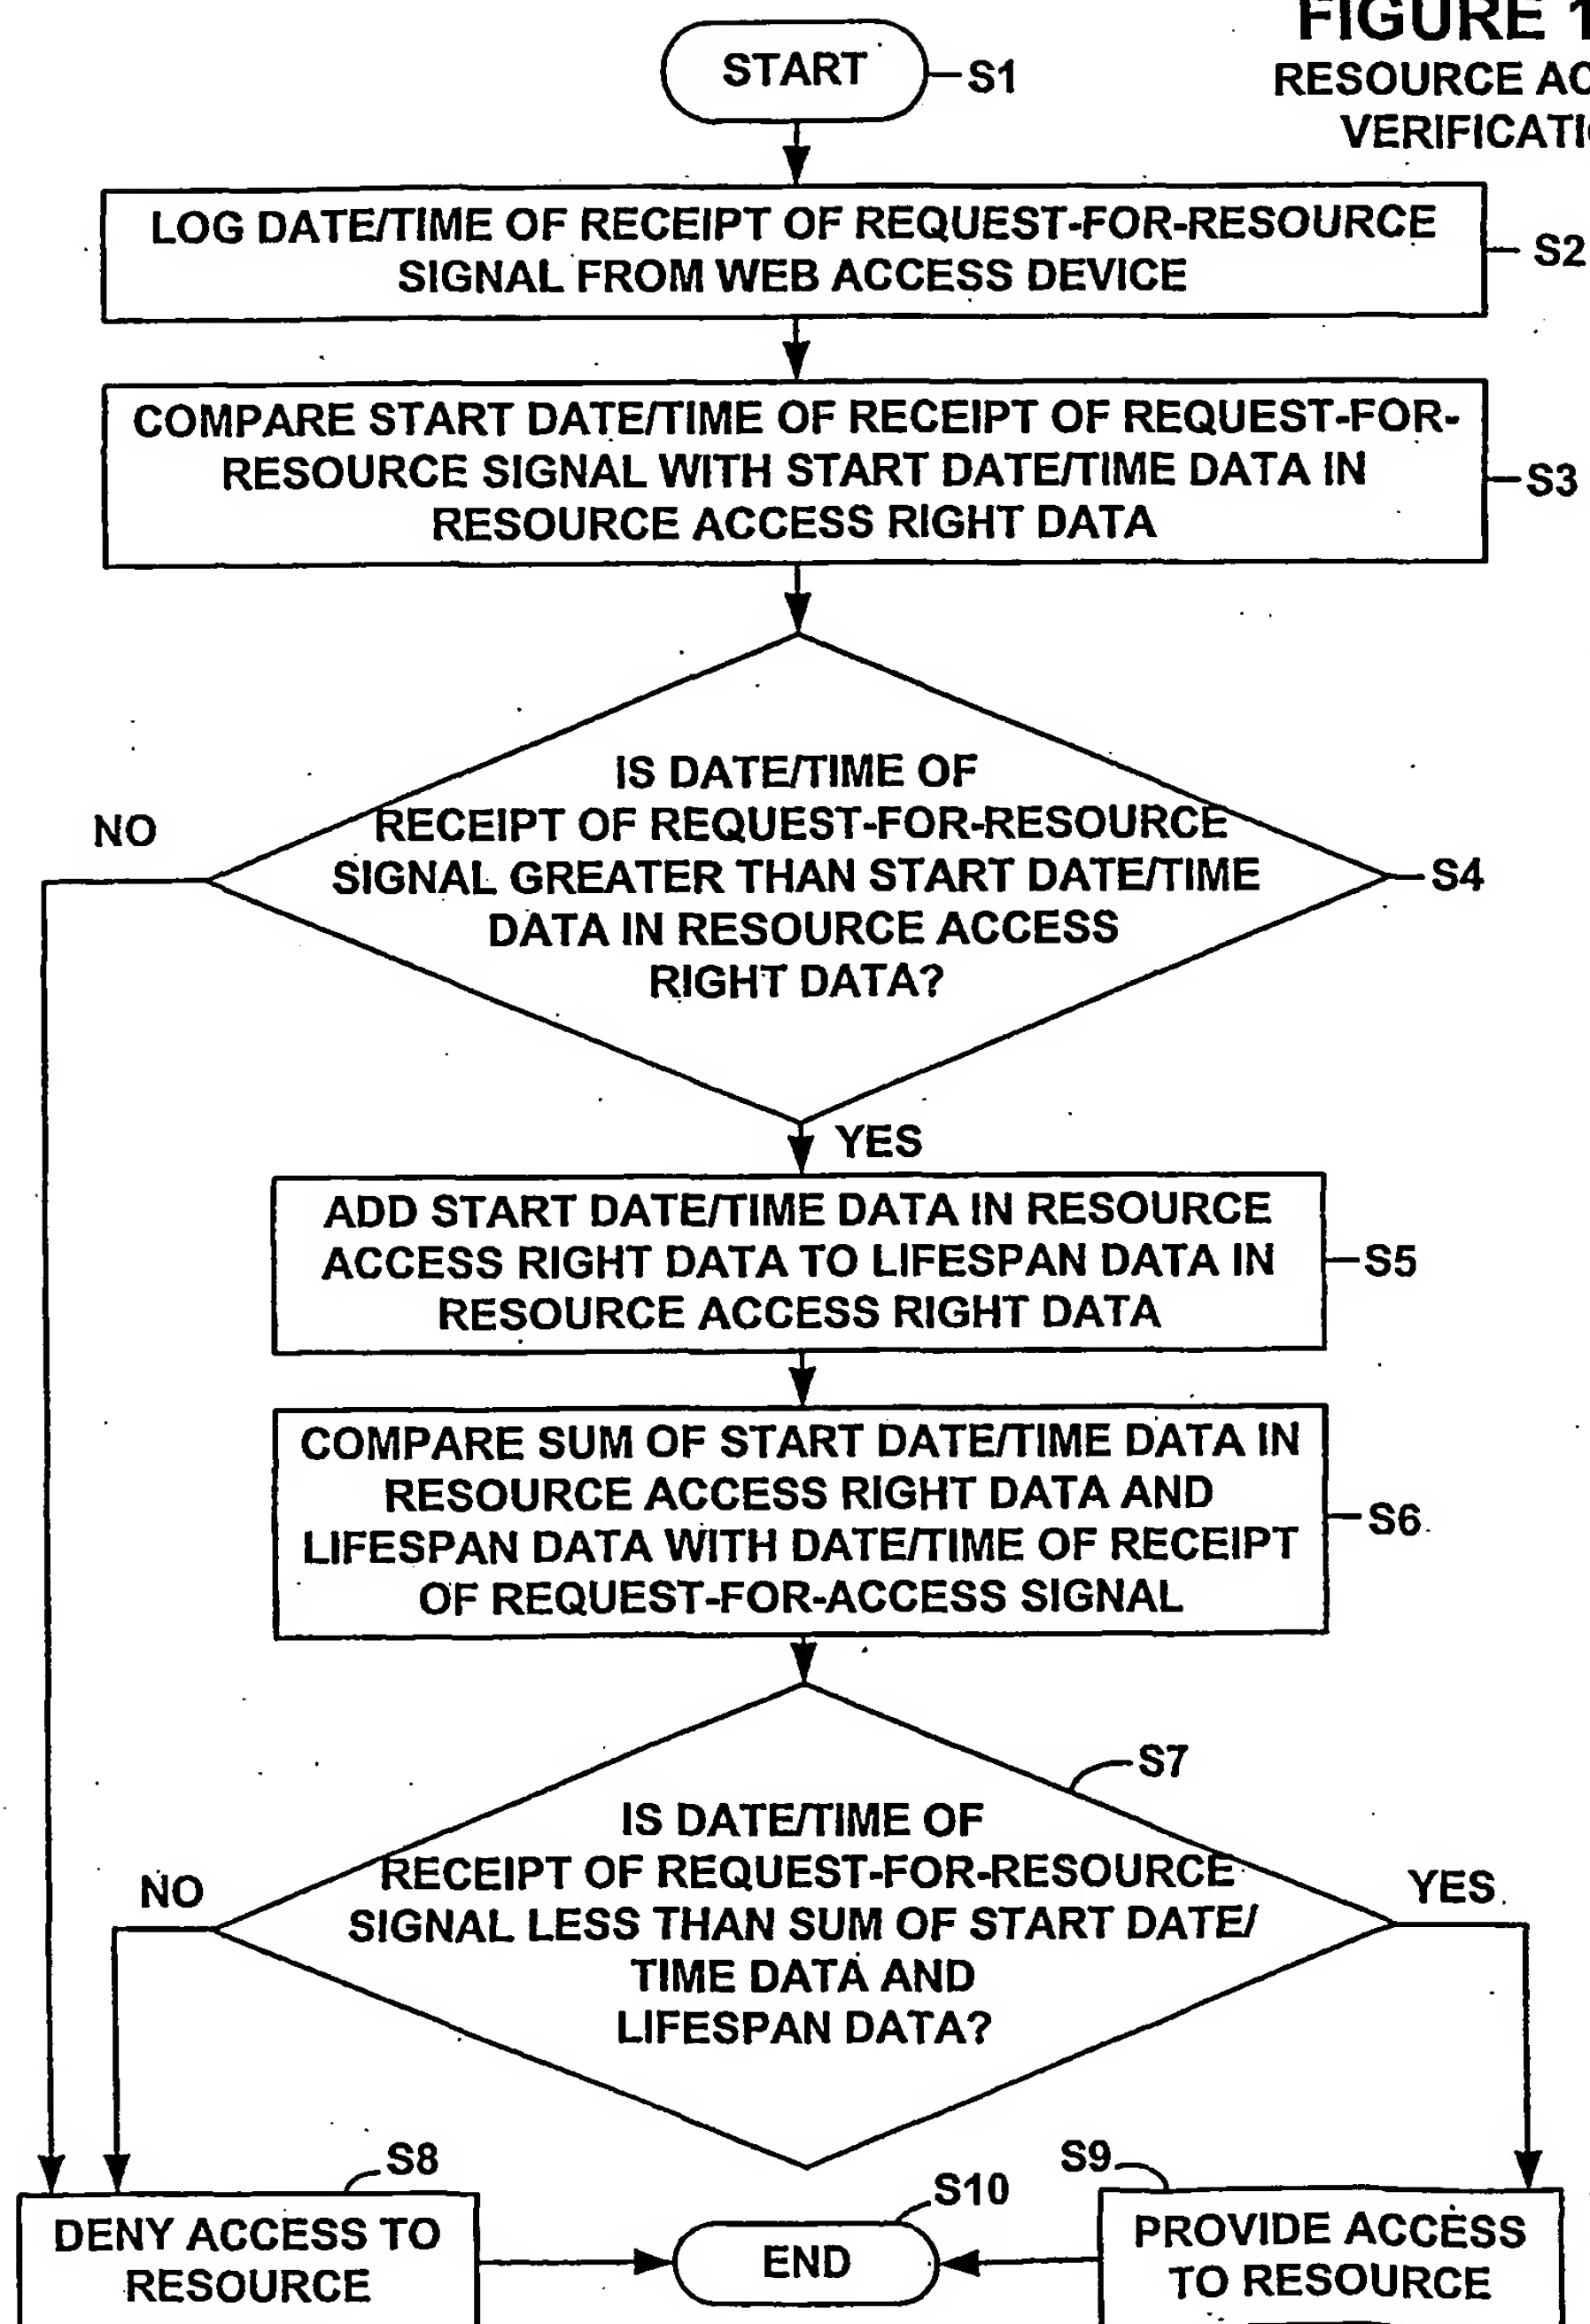 FIGURE 1
START
S1
RESOURCE AC
VERIFICATI
LOG DATE/TIME OF RECEIPT OF REQUEST-FOR-RESOURCE
SIGNAL FROM WEB ACCESS DEVICE
S2
COMPARE START DATE/TIME OF RECEIPT OF REQUEST-FOR-
RESOURCE SIGNAL WITH START DATE/TIME DATA IN
RESOURCE ACCESS RIGHT DATA
S3
IS DATE/TIME OF
RECEIPT OF REQUEST-FOR-RESOURCE
SIGNAL GREATER THAN START DATE/TIME
DATA IN RESOURCE ACCESS
RIGHT DATA?
NO
S4
YES
ADD START DATE/TIME DATA IN RESOURCE
ACCESS RIGHT DATA TO LIFESPAN DATA IN
RESOURCE ACCESS RIGHT DATA
S5
COMPARE SUM OF START DATE/TIME DATA IN
RESOURCE ACCESS RIGHT DATA AND
LIFESPAN DATA WITH DATE/TIME OF RECEIPT
OF REQUEST-FOR-ACCESS SIGNAL
S6
S7
IS DATE/TIME OF
RECEIPT OF REQUEST-FOR-RESOURCE
SIGNAL LESS THAN SUM OF START DATE/
TIME DATA AND
LIFESPAN DATA?
NO
YES
S8
DENY ACCESS TO
RESOURCE
S10
END
S9
PROVIDE ACCESS
TO RESOURCE